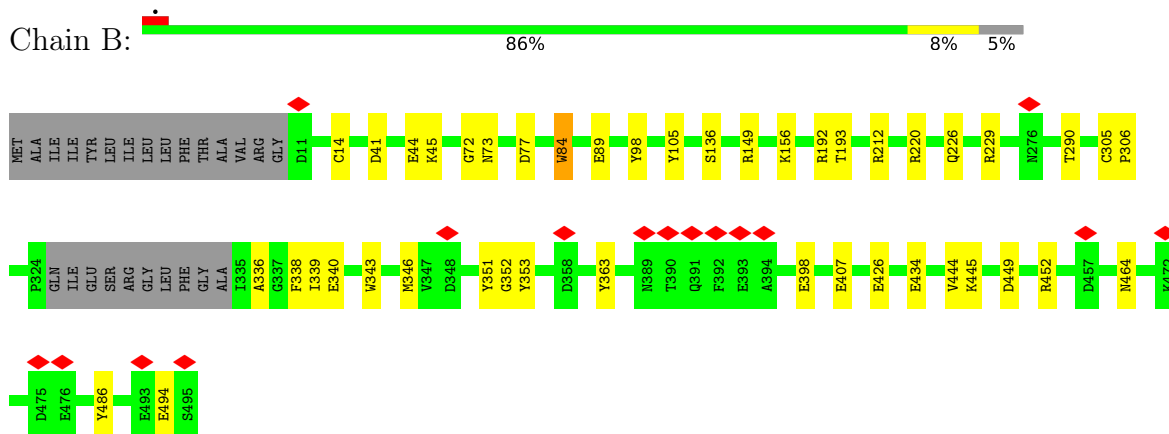 Chain B:
86% 8% 5%
MET ALA ILE ILE TYR LEU ILE LEU LEU PHE THR ALA VAL ARG GLY D11 C14 D41 E44 K45 G72 N73 D77 W84 E89 Y98 Y105 S136 R149 K156 R192 T193 R212 R220 Q226 R229 N276 T290 C305 P306
P324 GLN ILE GLU SER ARG GLY LEU PHE GLY ALA I335 A336 G337 F338 I339 E340 W343 M346 V347 D348 Y351 G352 Y353 D358 Y363 N389 T390 Q391 F392 E393 A394 E398 E407 E426 E434 V444 K445 D449 R452 D457 N464 K472
D475 E476 Y486 E493 E494 S495